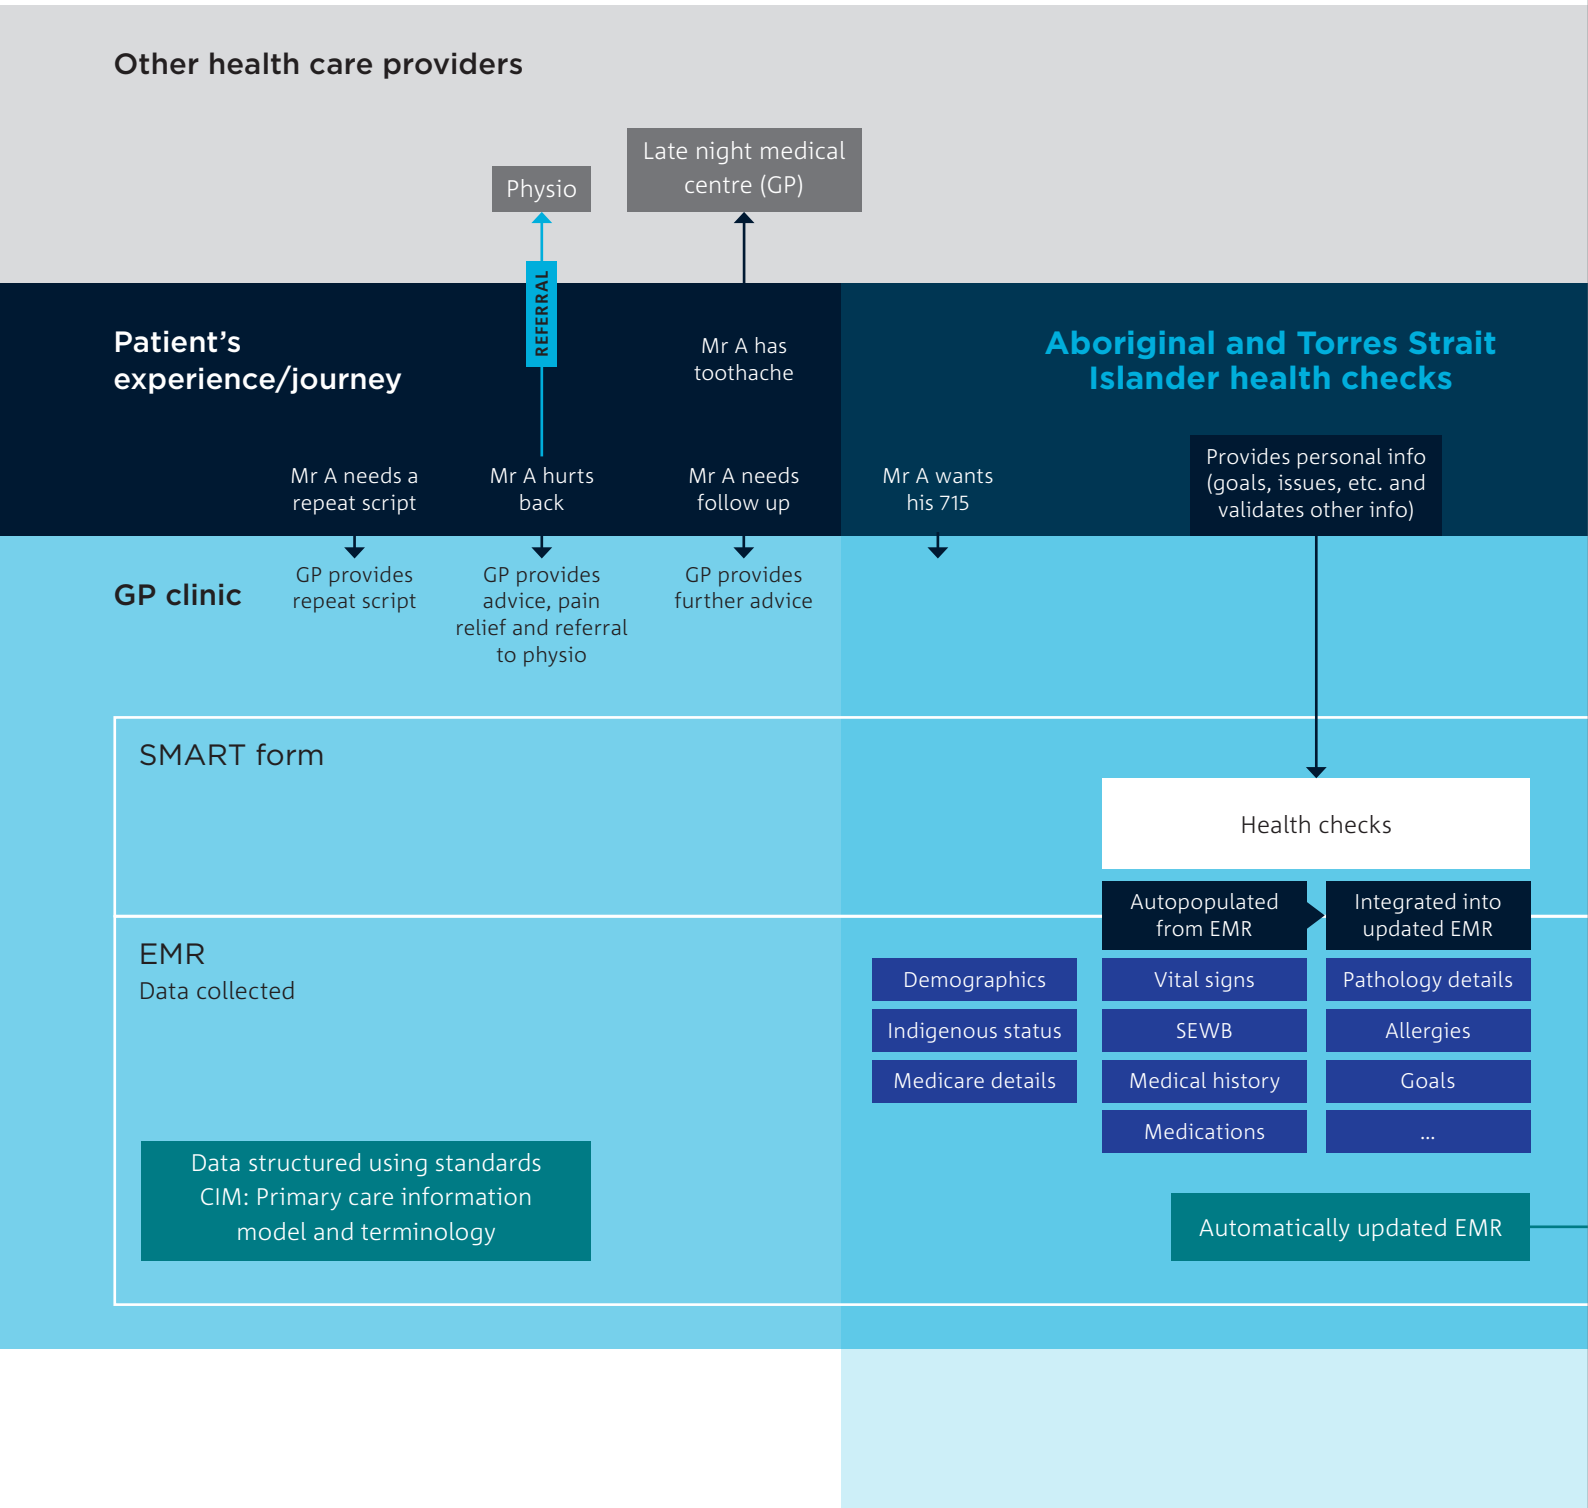 Other health care providers
Late night medical
centre (GP)
Physio
REFERRAL
Patient's
experience/journey
Mr A has
toothache
Aboriginal and Torres Strait
Islander health checks
Mr A needs a
repeat script
Mr A hurts
back
Mr A needs
follow up
Mr A wants
his 715
Provides personal info
(goals, issues, etc. and
validates other info)
GP clinic
GP provides
repeat script
GP provides
advice, pain
relief and referral
to physio
GP provides
further advice
SMART form
Health checks
Autopopulated
from EMR
Integrated into
updated EMR
EMR
Data collected
Demographics
Indigenous status
Medicare details
Vital signs
SEWB
Medical history
Medications
Pathology details
Allergies
Goals
...
Data structured using standards
CIM: Primary care information
model and terminology
Automatically updated EMR